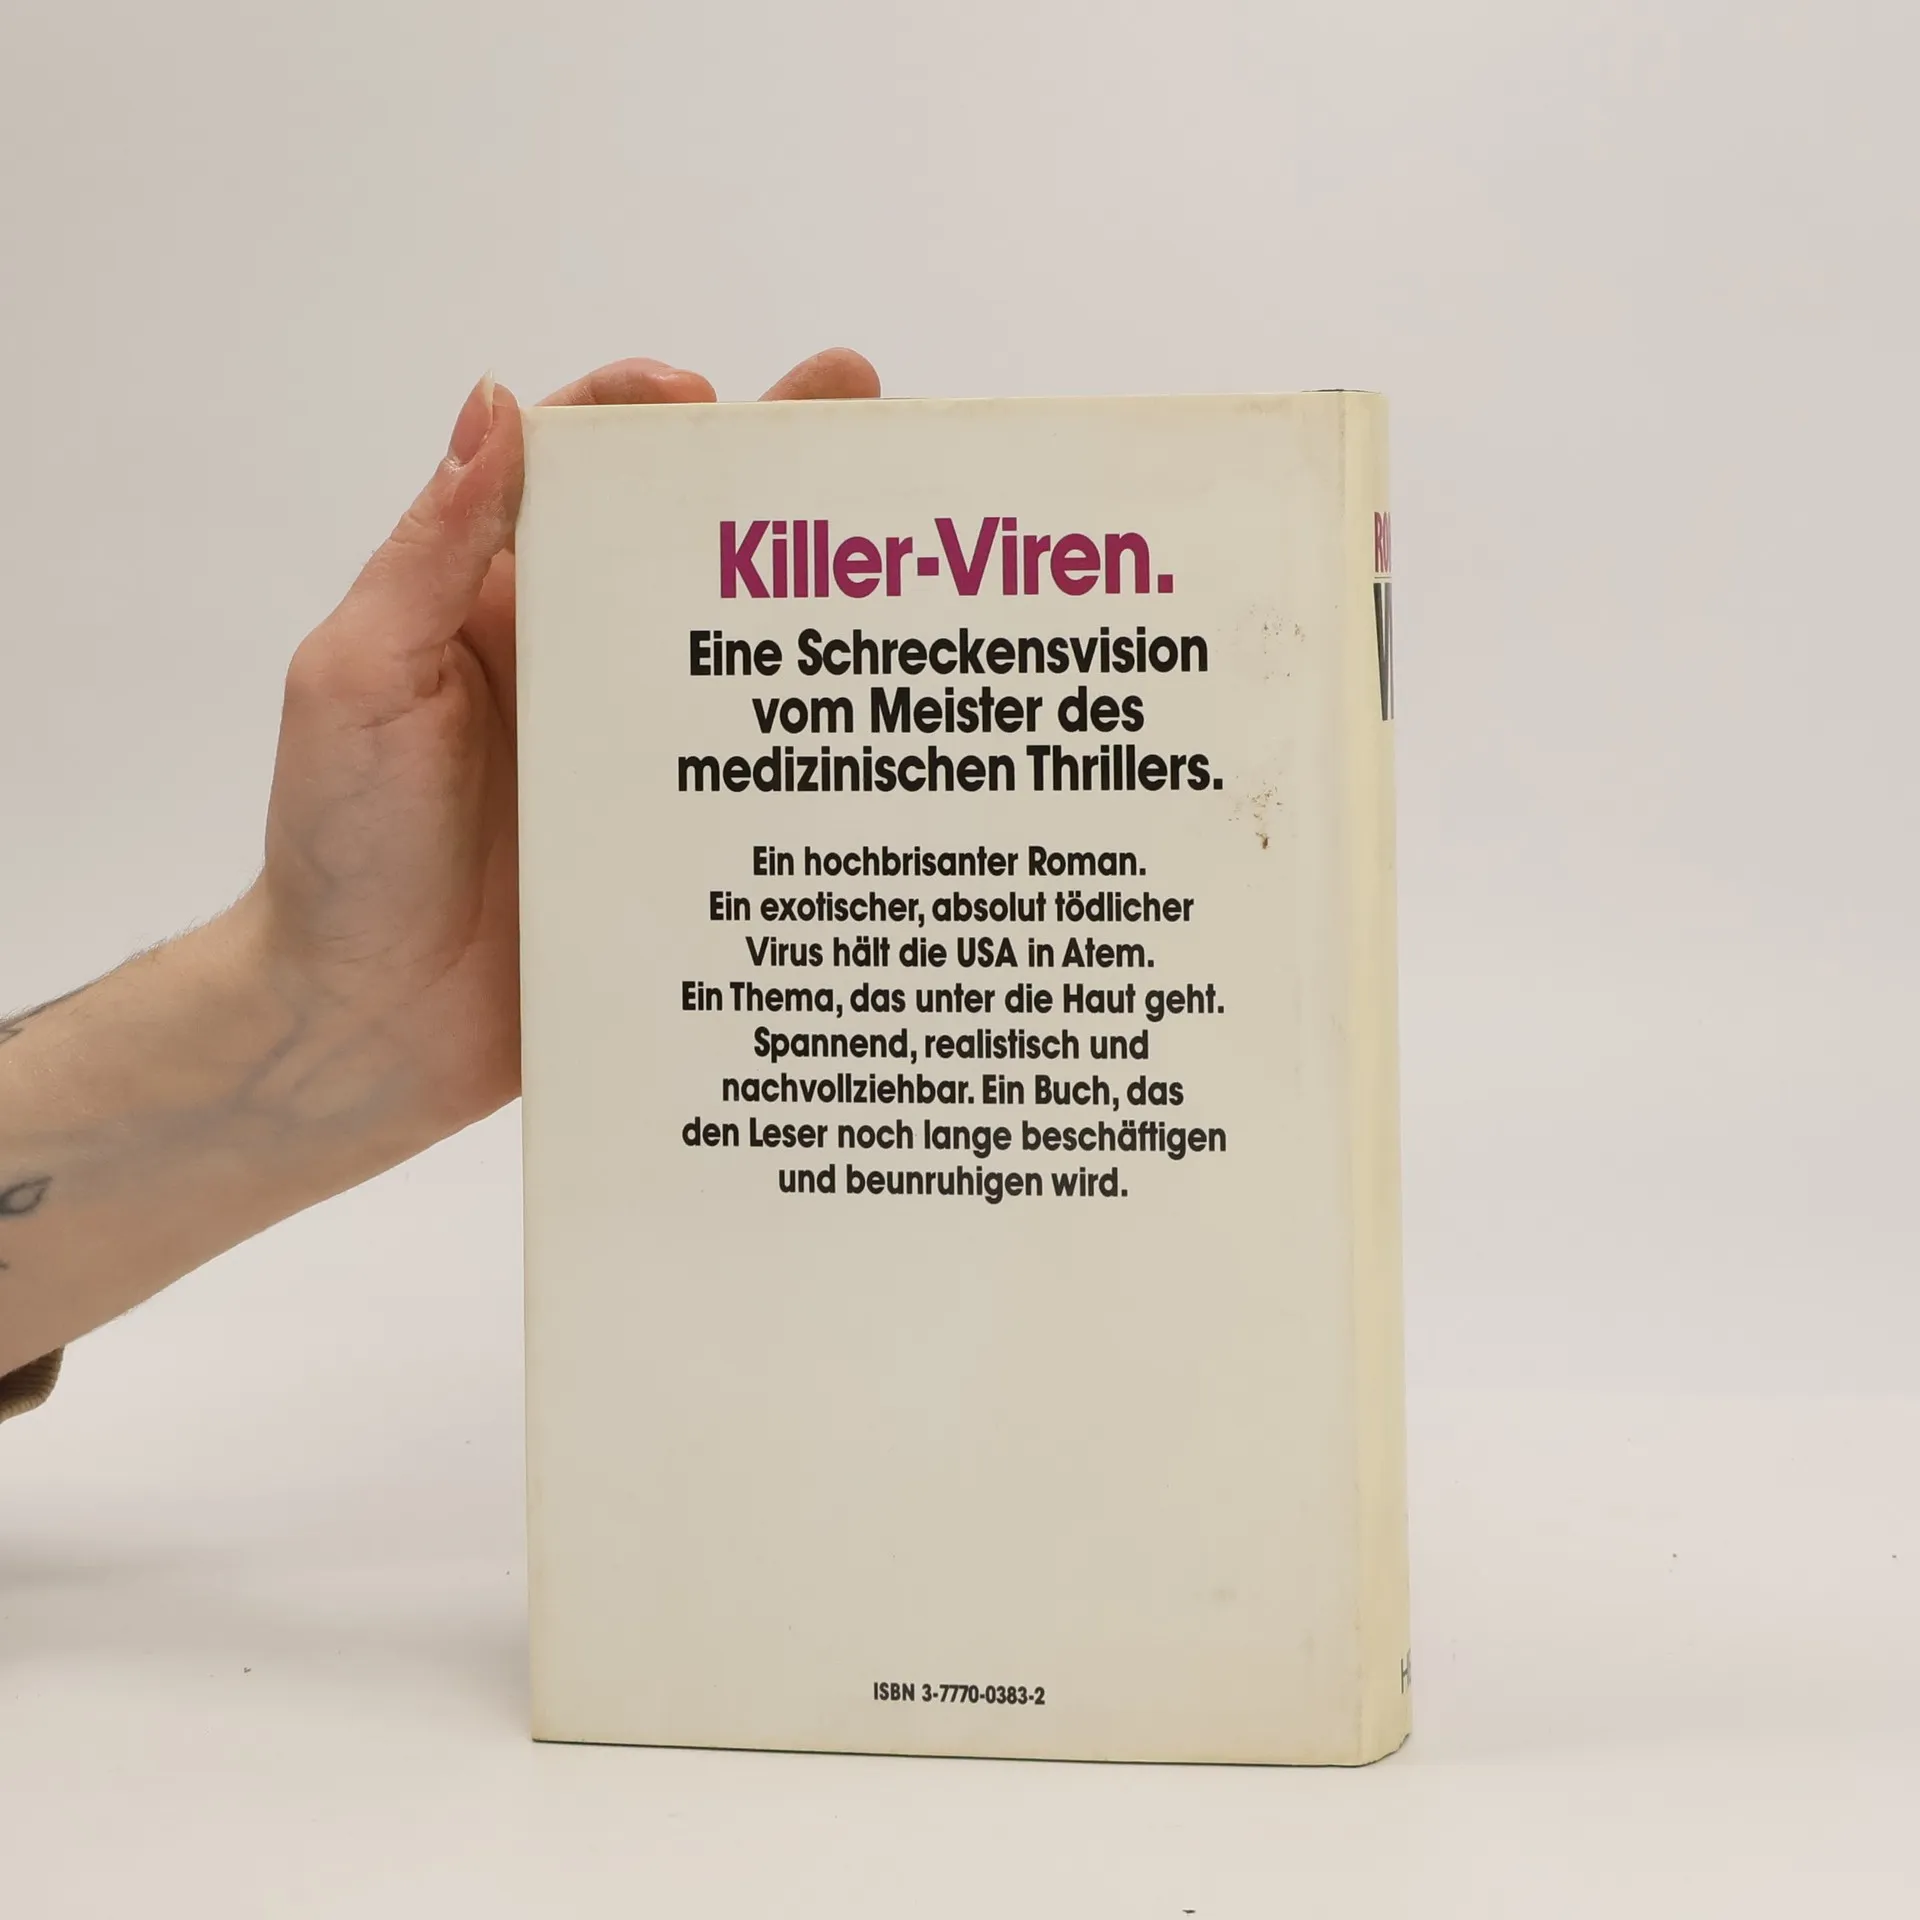 Killer-Viren.
Eine Schreckensvision
vom Meister des
medizinischen Thrillers.
Ein hochbrisanter Roman.
Ein exotischer, absolut tödlicher
Virus hält die USA in Atem.
Ein Thema, das unter die Haut geht.
Spannend, realistisch und
nachvollziehbar. Ein Buch, das
den Leser noch lange beschäftigen
und beunruhigen wird.
ISBN 3-7770-0383-2